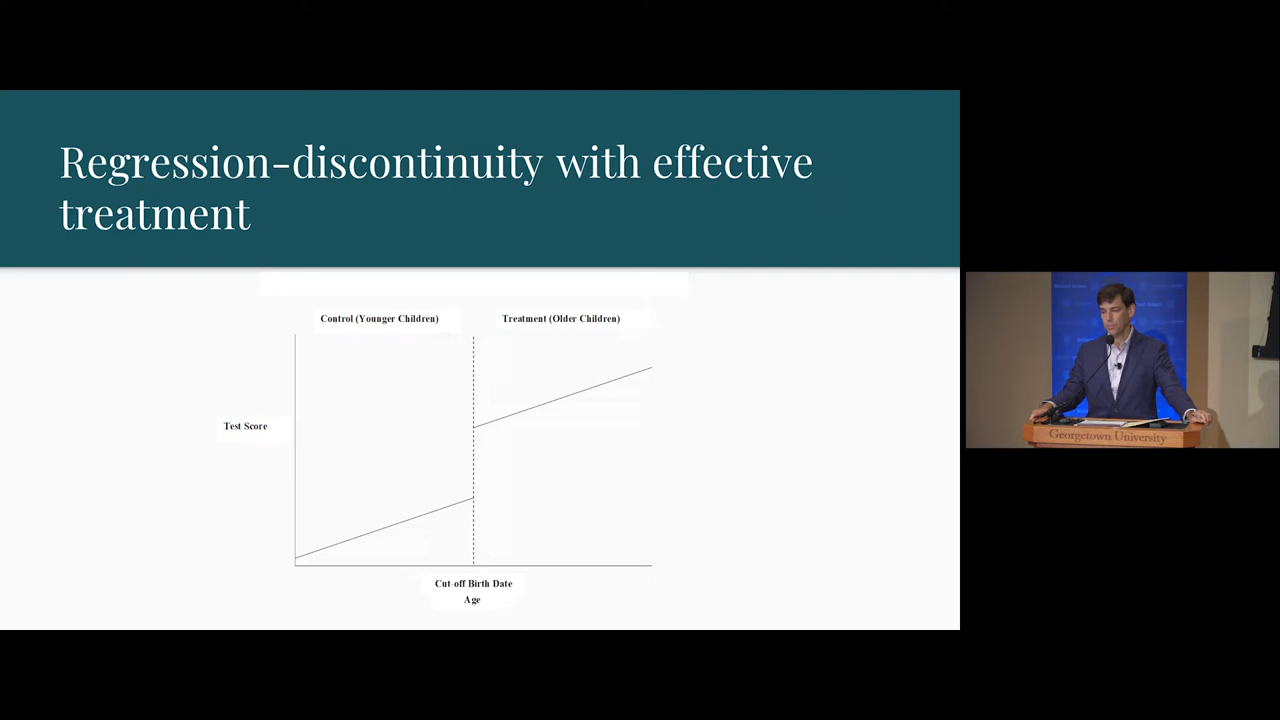 Regression-discontinuity with effective
treatment
Control (Younger Children)
Treatment (Older Children)
Test Score
Cut-off Birth Date
Age
Georgetown University